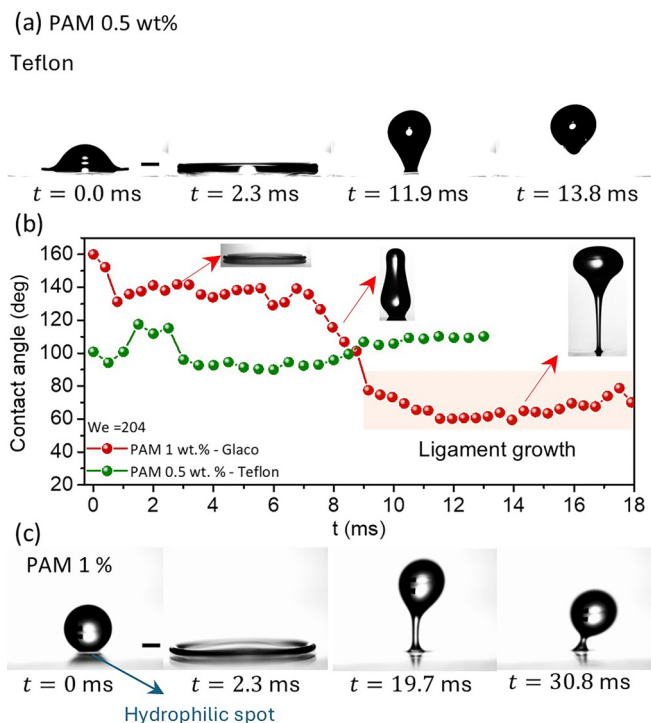 (a) PAM 0.5 wt%
Teflon
t = 0.0 ms t = 2.3 ms t = 11.9 ms t = 13.8 ms
(b)
Contact angle (deg)
160
140
120
100
80
60
40
20
We =204
PAM 1 wt.% - Glaco
PAM 0.5 wt. % - Teflon
Ligament growth
0 2 4 6 8 10 12 14 16 18
t (ms)
(c)
PAM 1 %
t = 0 ms t = 2.3 ms t = 19.7 ms t = 30.8 ms
Hydrophilic spot